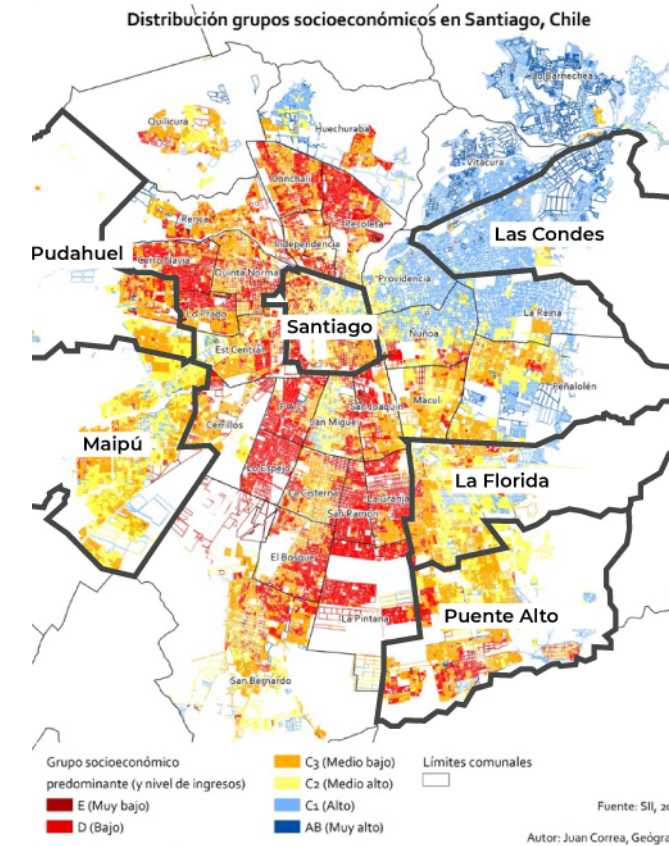 Distribución grupos socioeconómicos en Santiago, Chile
Lo Barnechea
Quilicura
Huechuraba
Vitacura
Conchalí
Renca
Recoleta
Las Condes
Independencia
Pudahuel
Cerro Navia
Quinta Normal
Providencia
Lo Prado
Santiago
La Reina
Ñuñoa
Est Central
Peñalolén
Macul
PAC
San Joaquín
Cerrillos
San Miguel
Maipú
Lo Espejo
La Florida
La Cisterna
La Granja
San Ramón
El Bosque
Puente Alto
La Pintana
San Bernardo
Grupo socioeconómico
predominante (y nivel de ingresos)
E (Muy bajo)
D (Bajo)
C3 (Medio bajo)
C2 (Medio alto)
C1 (Alto)
AB (Muy alto)
Límites comunales
Fuente: SII, 20
Autor: Juan Correa, Geógra